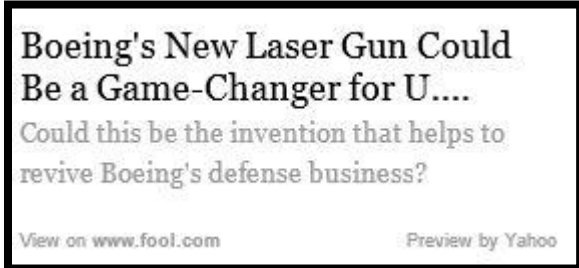 Boeing's New Laser Gun Could
Be a Game-Changer for U....
Could this be the invention that helps to
revive Boeing's defense business?
View on www.fool.com Preview by Yahoo